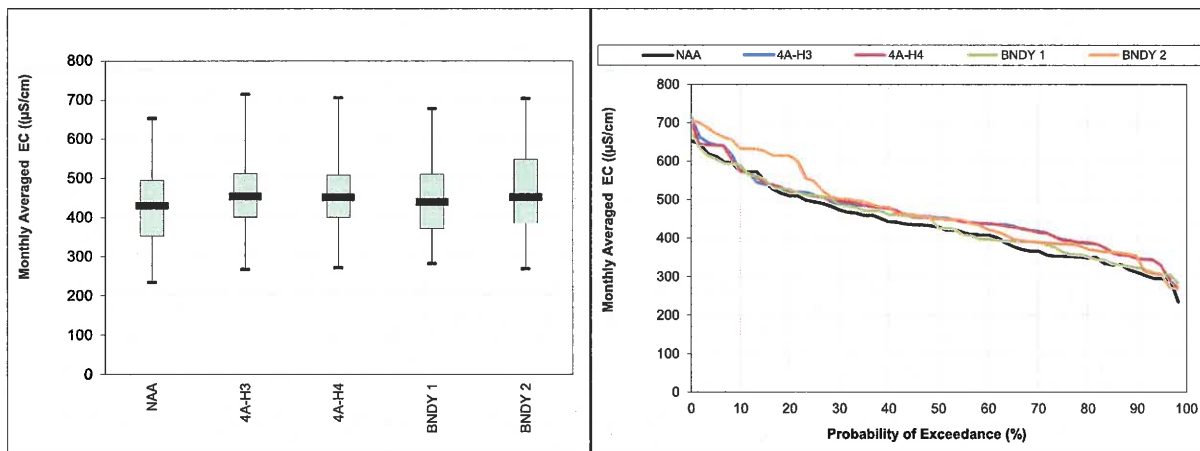 Monthly Averaged EC ((µS/cm)
800
700
600
500
400
300
200
100
0
NAA
4A-H3
4A-H4
BNDY 1
BNDY 2
NAA 4A-H3 4A-H4 BNDY 1 BNDY 2
Monthly Averaged EC ((µS/cm)
800
700
600
500
400
300
200
100
0
0 10 20 30 40 50 60 70 80 90 100
Probability of Exceedance (%)